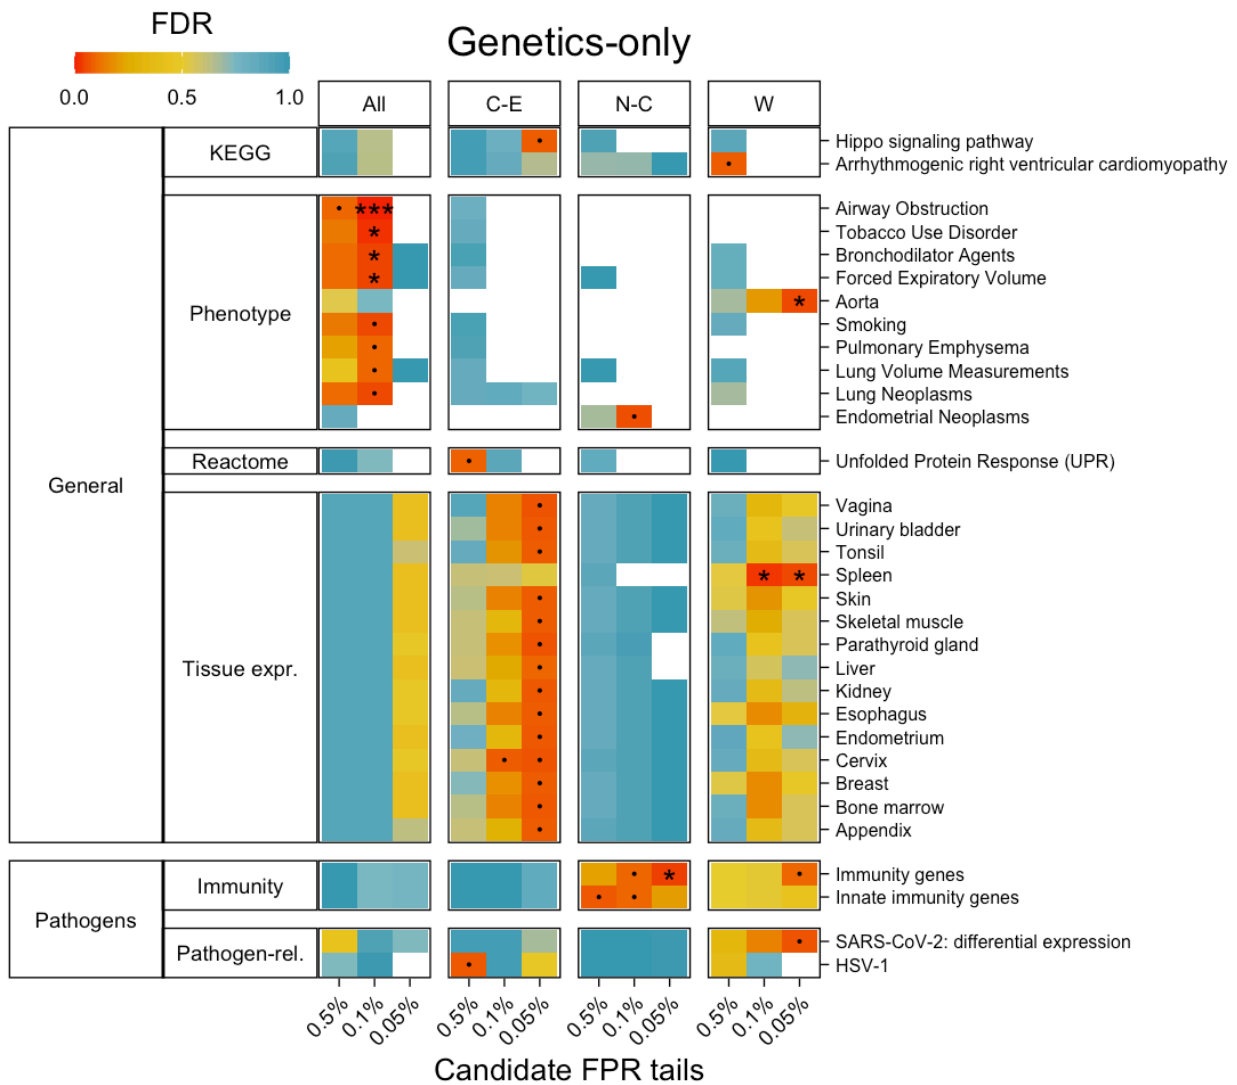 FDR
Genetics-only
0.0 0.5 1.0
All C-E N-C W
General
KEGG
Hippo signaling pathway
Arrhythmogenic right ventricular cardiomyopathy
Phenotype
Airway Obstruction
Tobacco Use Disorder
Bronchodilator Agents
Forced Expiratory Volume
Aorta
Smoking
Pulmonary Emphysema
Lung Volume Measurements
Lung Neoplasms
Endometrial Neoplasms
Reactome
Unfolded Protein Response (UPR)
Tissue expr.
Vagina
Urinary bladder
Tonsil
Spleen
Skin
Skeletal muscle
Parathyroid gland
Liver
Kidney
Esophagus
Endometrium
Cervix
Breast
Bone marrow
Appendix
Pathogens
Immunity
Immunity genes
Innate immunity genes
Pathogen-rel.
SARS-CoV-2: differential expression
HSV-1
0.5% 0.1% 0.05% 0.5% 0.1% 0.05% 0.5% 0.1% 0.05% 0.5% 0.1% 0.05%
Candidate FPR tails